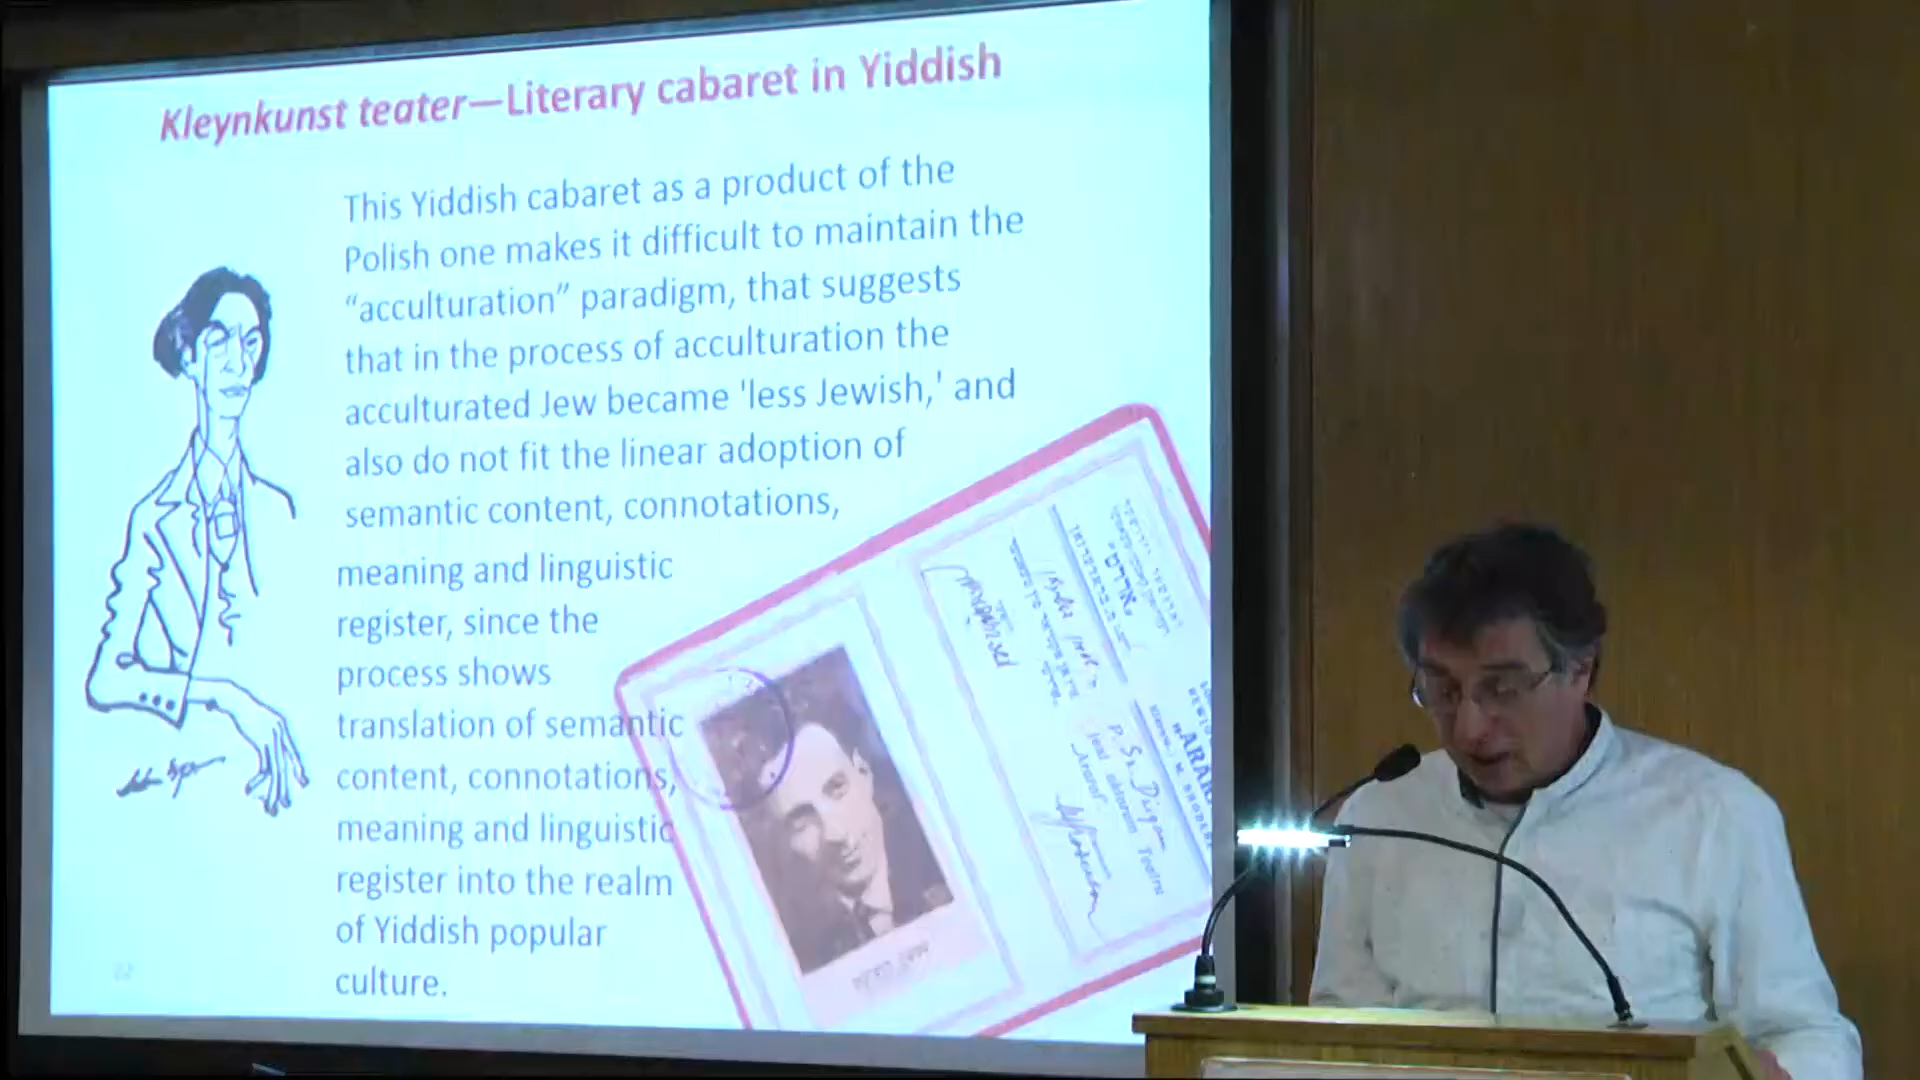 Kleynkunst teater—Literary cabaret in Yiddish
This Yiddish cabaret as a product of the
Polish one makes it difficult to maintain the
“acculturation” paradigm, that suggests
that in the process of acculturation the
acculturated Jew became 'less Jewish,' and
also do not fit the linear adoption of
semantic content, connotations,
meaning and linguistic
register, since the
process shows
translation of semantic
content, connotations,
meaning and linguistic
register into the realm
of Yiddish popular
culture.
22